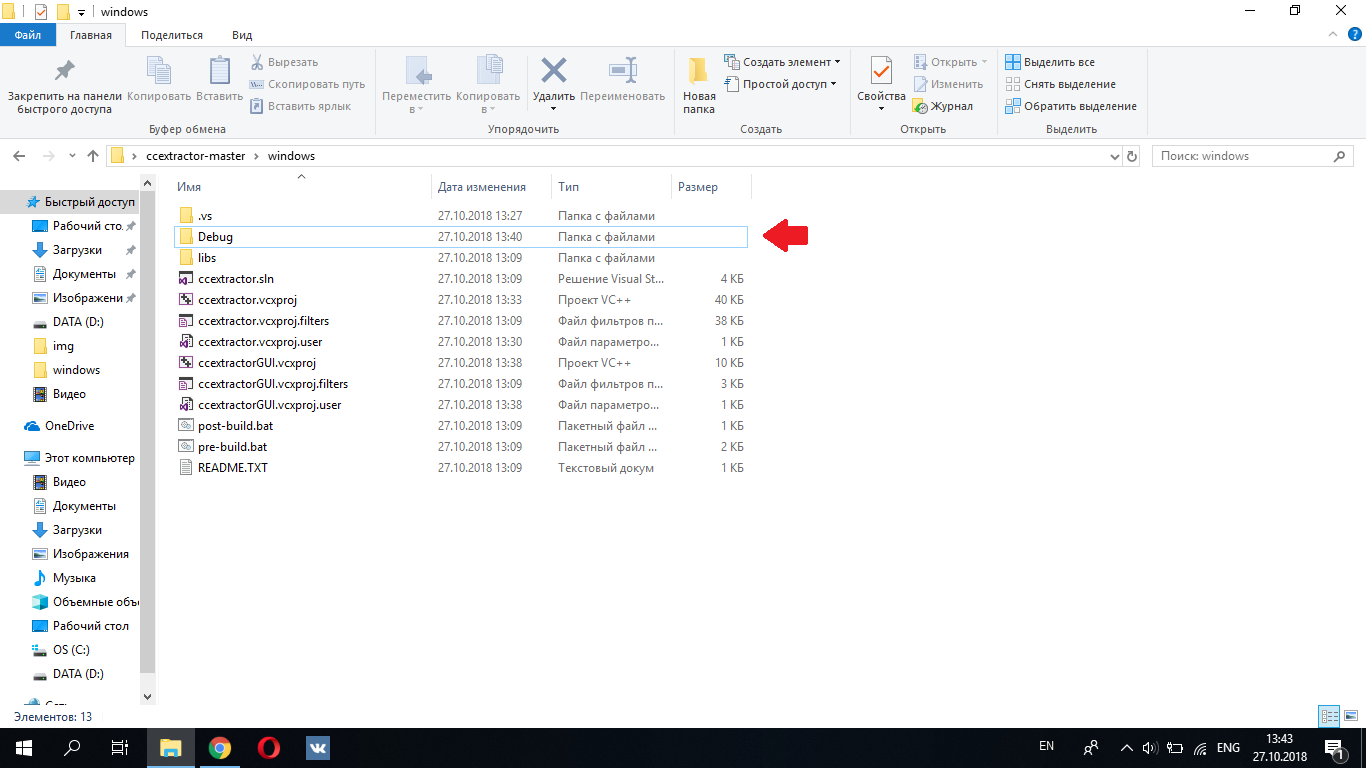 windows
Файл Главная Поделиться Вид
Закрепить на панели быстрого доступа
Копировать
Вставить
Вырезать
Скопировать путь
Вставить ярлык
Буфер обмена
Переместить в
Копировать в
Удалить
Переименовать
Упорядочить
Новая папка
Создать элемент
Простой доступ
Создать
Свойства
Открыть
Изменить
Журнал
Открыть
Выделить все
Снять выделение
Обратить выделение
Выделить
ccextractor-master windows
Поиск: windows
Быстрый доступ
Рабочий сто.
Загрузки
Документы
Изображени
DATA (D:)
img
windows
Видео
OneDrive
Этот компьютер
Видео
Документы
Загрузки
Изображения
Музыка
Объемные объ
Рабочий стол
OS (C:)
DATA (D:)
Имя Дата изменения Тип Размер
.vs 27.10.2018 13:27 Папка с файлами
Debug 27.10.2018 13:40 Папка с файлами
libs 27.10.2018 13:09 Папка с файлами
ccextractor.sln 27.10.2018 13:09 Решение Visual St... 4 КБ
ccextractor.vcxproj 27.10.2018 13:33 Проект VC++ 40 КБ
ccextractor.vcxproj.filters 27.10.2018 13:09 Файл фильтров п... 38 КБ
ccextractor.vcxproj.user 27.10.2018 13:30 Файл параметро... 1 КБ
ccextractorGUI.vcxproj 27.10.2018 13:38 Проект VC++ 10 КБ
ccextractorGUI.vcxproj.filters 27.10.2018 13:09 Файл фильтров п... 3 КБ
ccextractorGUI.vcxproj.user 27.10.2018 13:38 Файл параметро... 1 КБ
post-build.bat 27.10.2018 13:09 Пакетный файл ... 1 КБ
pre-build.bat 27.10.2018 13:09 Пакетный файл ... 2 КБ
README.TXT 27.10.2018 13:09 Текстовый докум 1 КБ
Элементов: 13
EN
ENG
13:43
27.10.2018
1